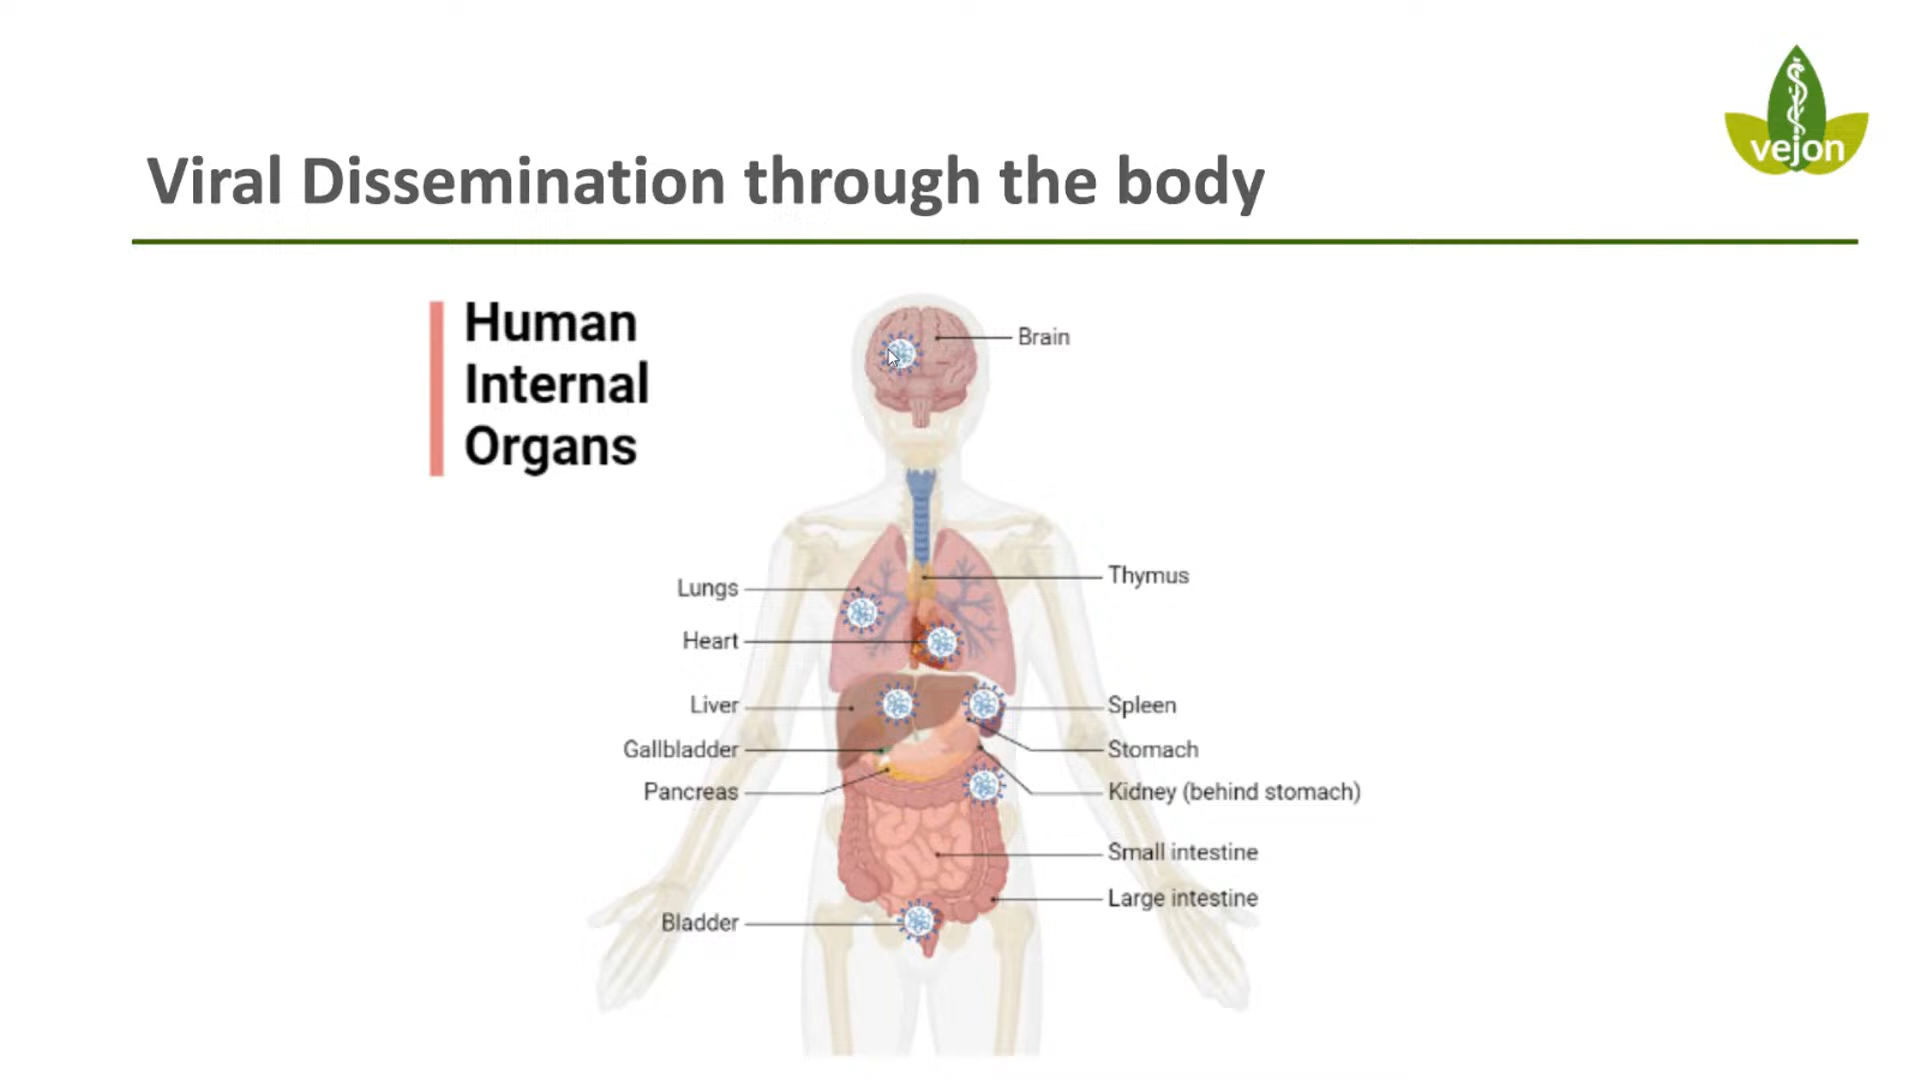 vejon
Viral Dissemination through the body
Human
Internal
Organs
Brain
Lungs
Thymus
Heart
Liver
Spleen
Gallbladder
Stomach
Pancreas
Kidney (behind stomach)
Small intestine
Large intestine
Bladder